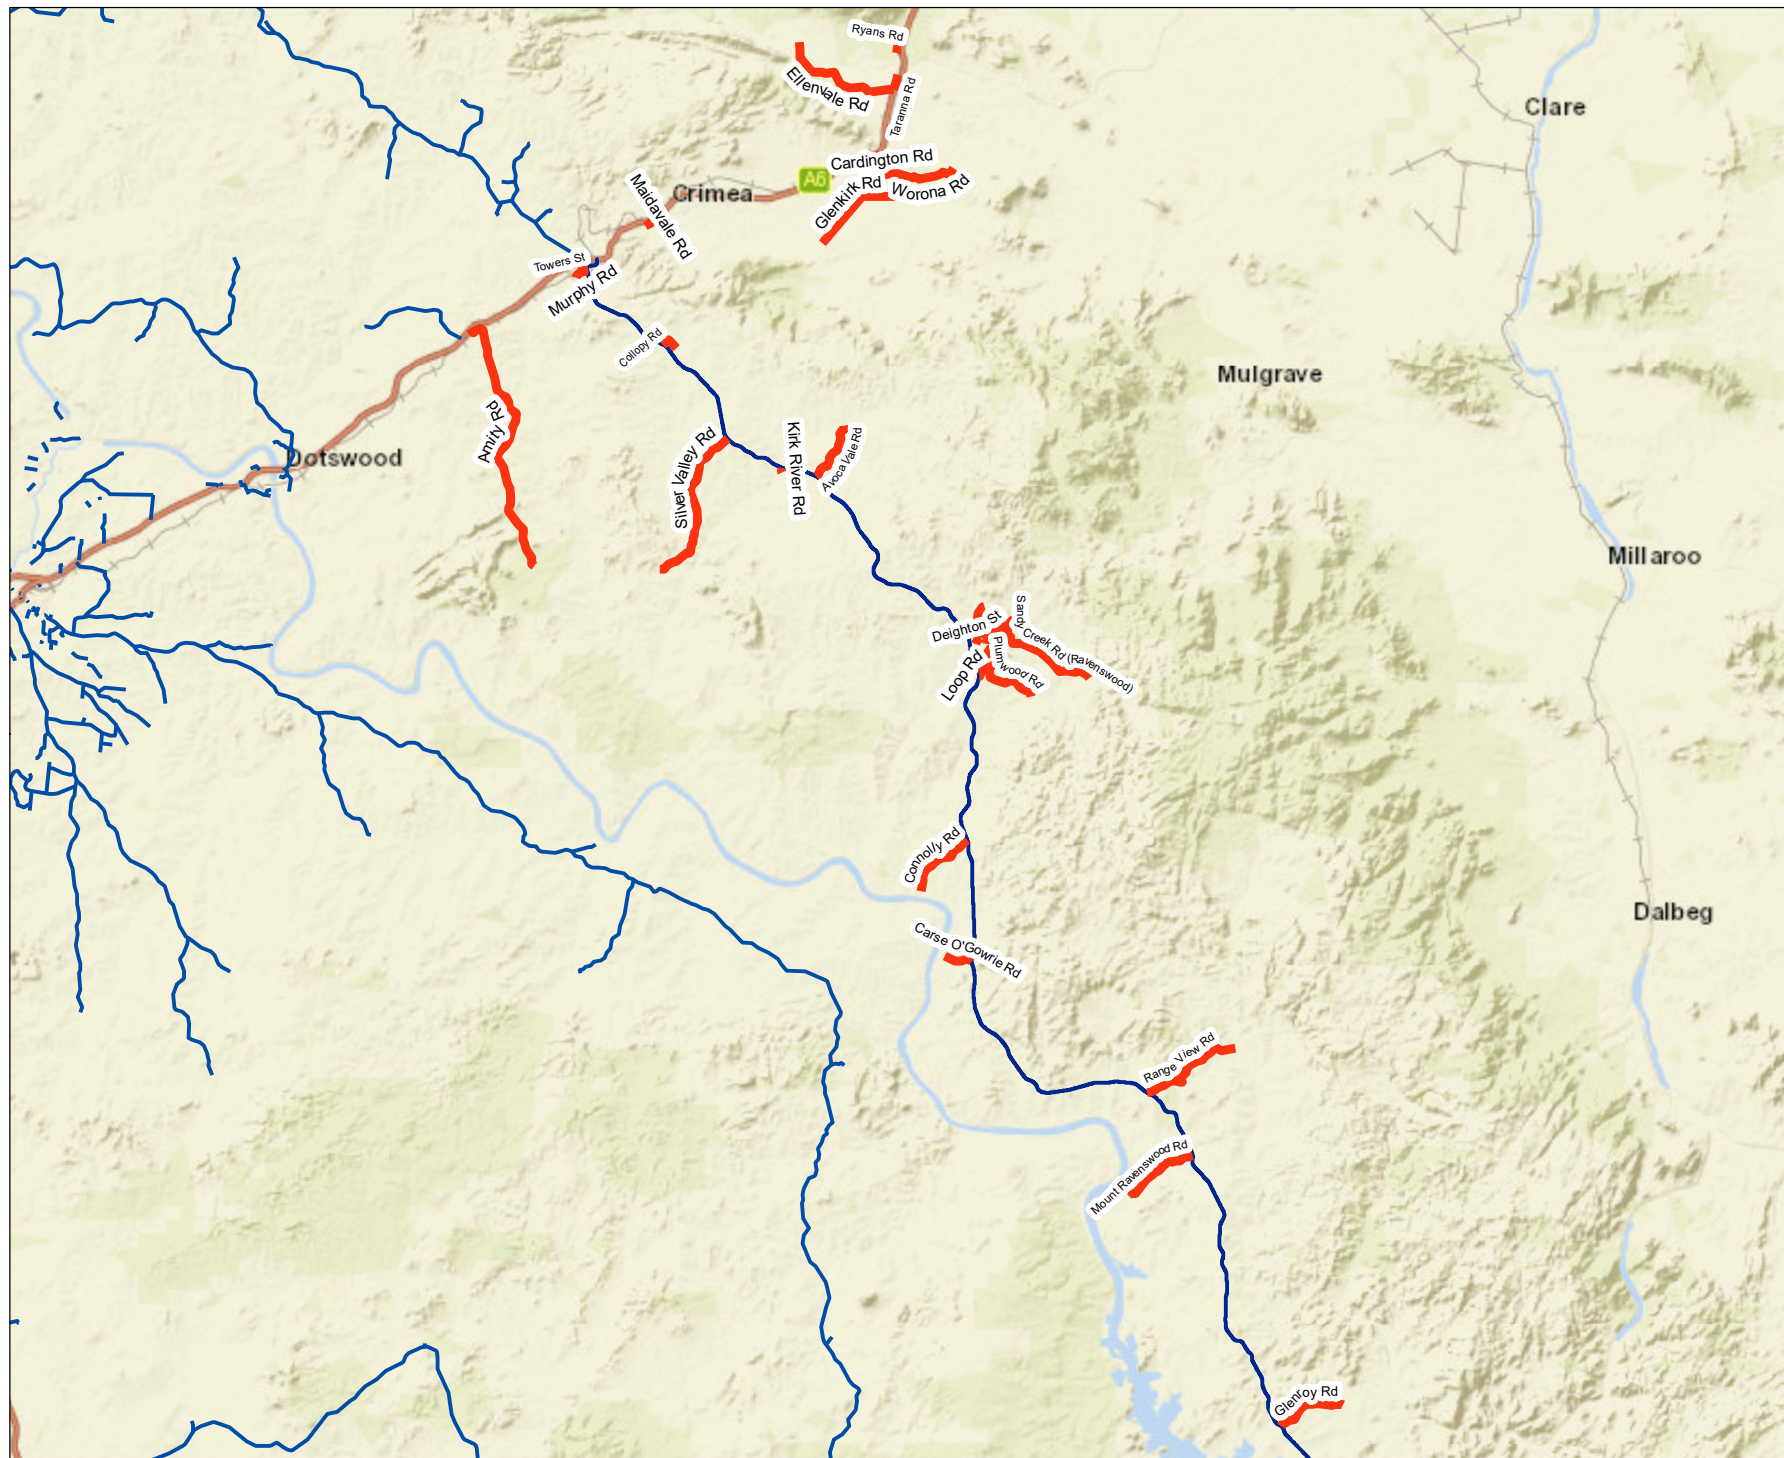 Ryans Rd
Ellenvale Rd
Taranna Rd
Clare
Cardington Rd
A6
Glenkirk Rd
Worona Rd
Maidavale Rd
Crimea
Towers St
Murphy Rd
Collopy Rd
Mulgrave
Amity Rd
Dotswood
Silver Valley Rd
Kirk River Rd
Avoca Vale Rd
Millaroo
Deighton St
Sandy Creek Rd (Ravenswood)
Plumwood Rd
Loop Rd
Connolly Rd
Dalbeg
Carse O'Gowrie Rd
Range View Rd
Mount Ravenswood Rd
Glenroy Rd